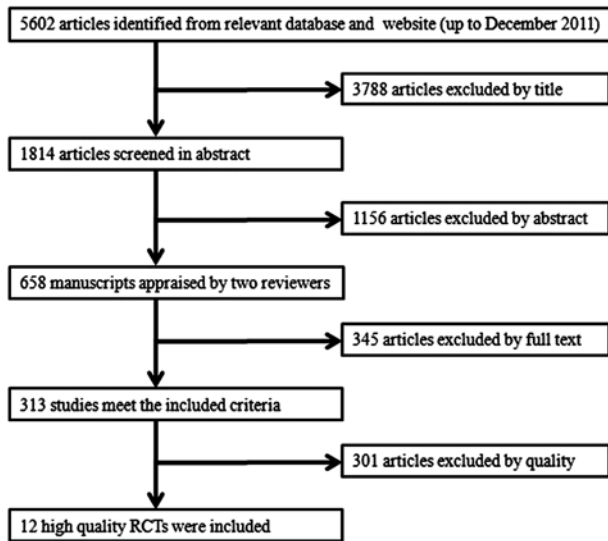 5602 articles identified from relevant database and website (up to December 2011)
3788 articles excluded by title
1814 articles screened in abstract
1156 articles excluded by abstract
658 manuscripts appraised by two reviewers
345 articles excluded by full text
313 studies meet the included criteria
301 articles excluded by quality
12 high quality RCTs were included